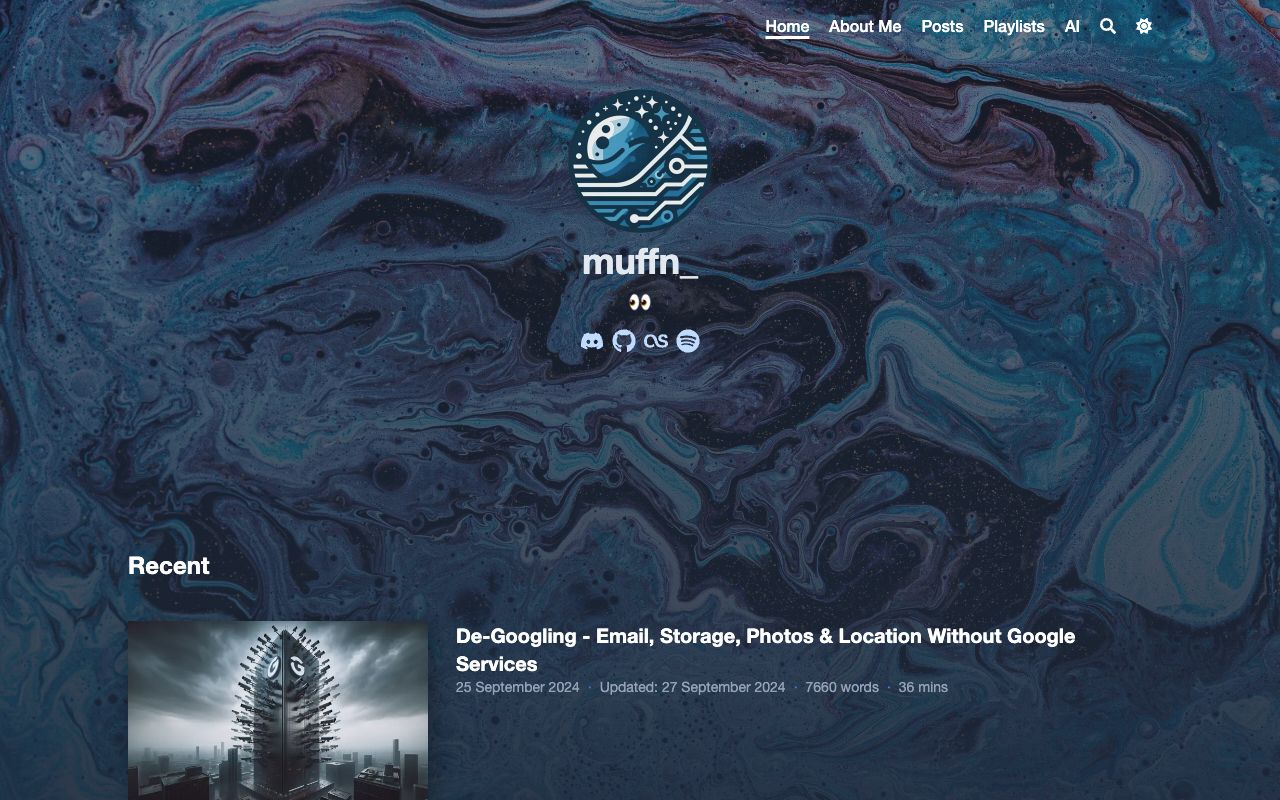 Home About Me Posts Playlists AI
muffn_
Recent
De-Googling - Email, Storage, Photos & Location Without Google
Services
25 September 2024 · Updated: 27 September 2024 · 7660 words · 36 mins
G G